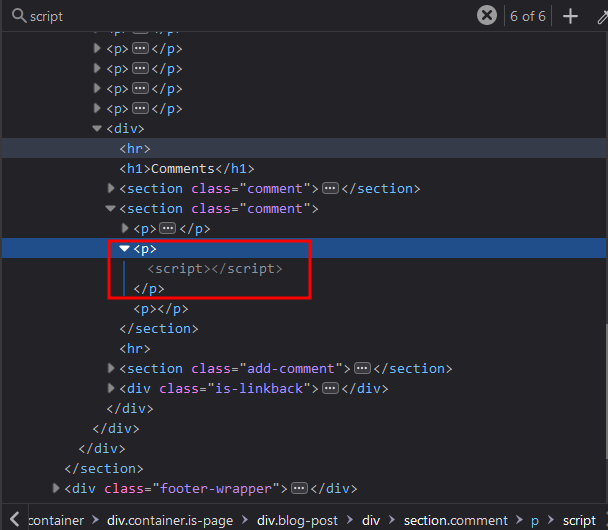 script 6 of 6 +
<p> ··· </p>
<p> ··· </p>
<p> ··· </p>
<p> ··· </p>
<div>
<hr>
<h1>Comments</h1>
<section class="comment"> ··· </section>
<section class="comment">
<p> ··· </p>
<p>
<script></script>
</p>
<p></p>
</section>
<hr>
<section class="add-comment"> ··· </section>
<div class="is-linkback"> ··· </div>
</div>
</div>
</div>
</section>
<div class="footer-wrapper"> ··· </div>
container > div.container.is-page > div.blog-post > div > section.comment > p > script